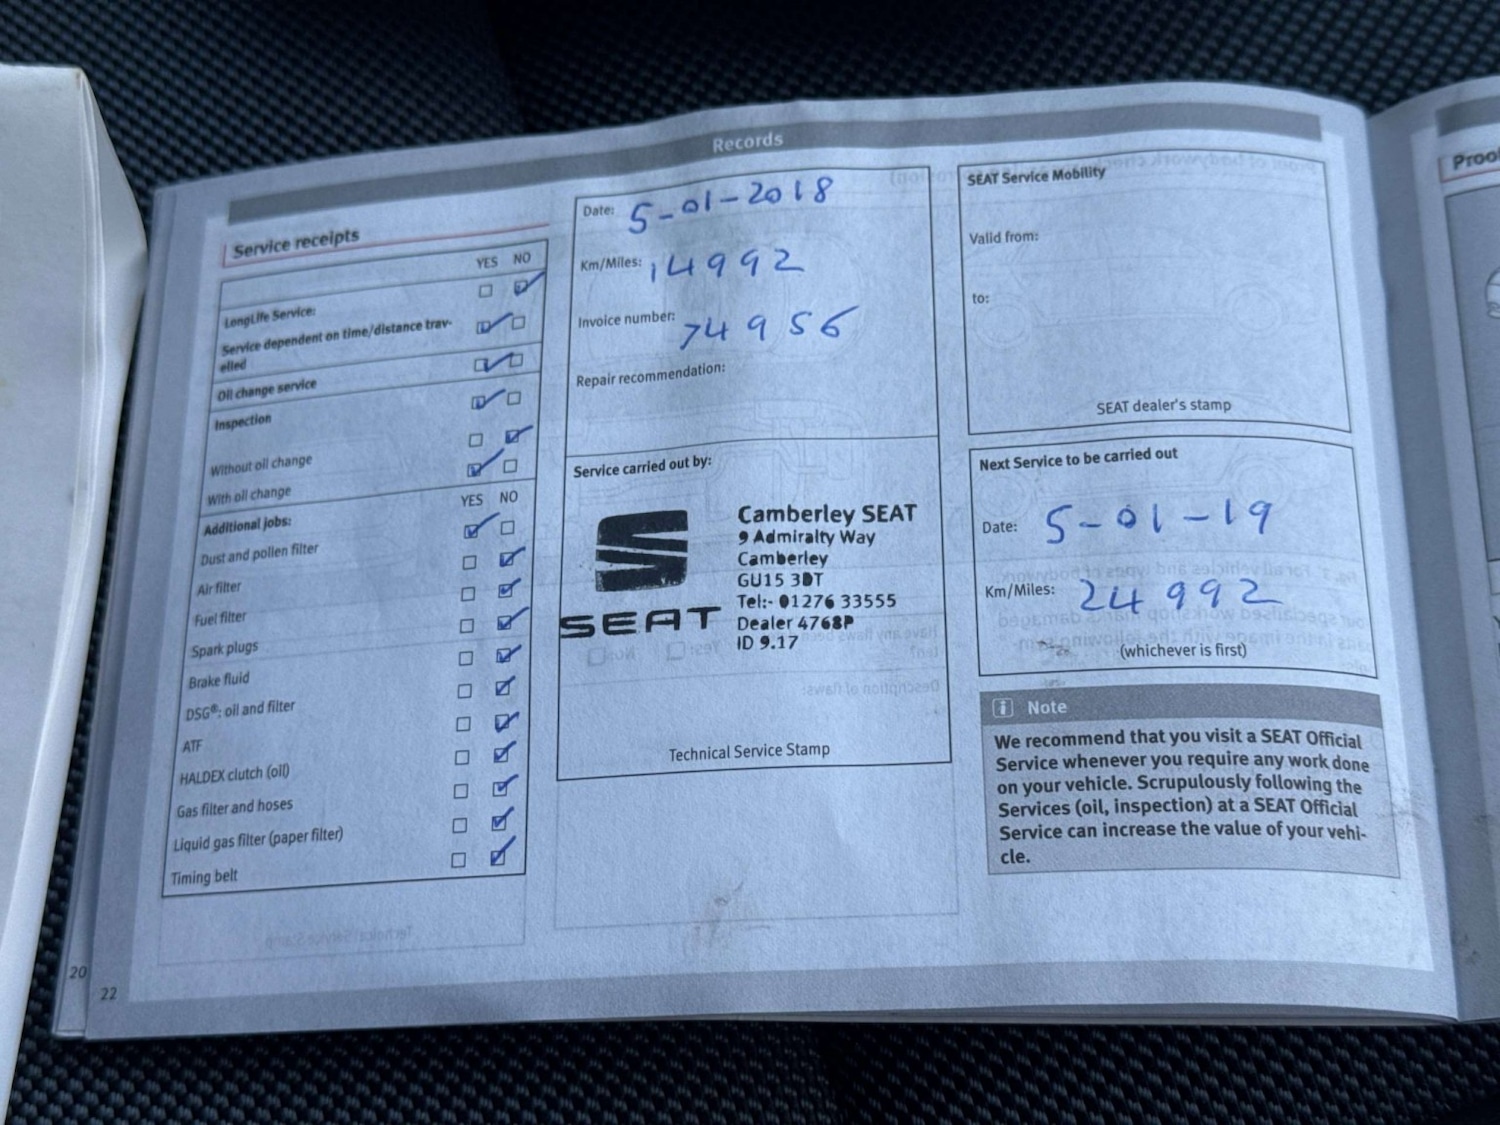 Records
Service receipts
YES NO
LongLife Service:
Service dependent on time/distance trav-
elled
Oil change service
Inspection
Without oil change
With oil change
Additional jobs:
YES NO
Dust and pollen filter
Air filter
Fuel filter
Spark plugs
Brake fluid
DSG®: oil and filter
ATF
HALDEX clutch (oil)
Gas filter and hoses
Liquid gas filter (paper filter)
Timing belt
Date: 5-01-2018
Km/Miles: 14992
Invoice number: 74956
Repair recommendation:
Service carried out by:
SEAT
Camberley SEAT
9 Admiralty Way
Camberley
GU15 3DT
Tel:- 01276 33555
Dealer 4768P
ID 9.17
Technical Service Stamp
SEAT Service Mobility
Valid from:
to:
SEAT dealer's stamp
Next Service to be carried out
Date: 5-01-19
Km/Miles: 24992
(whichever is first)
i Note
We recommend that you visit a SEAT Official
Service whenever you require any work done
on your vehicle. Scrupulously following the
Services (oil, inspection) at a SEAT Official
Service can increase the value of your vehi-
cle.
20
22